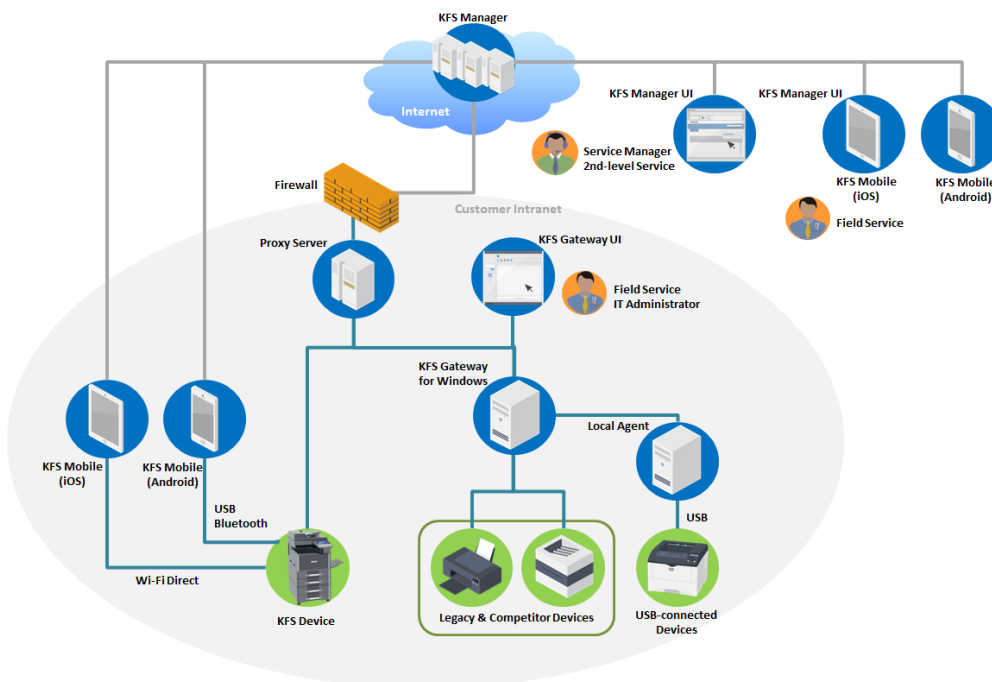 KFS Manager
Internet
KFS Manager UI
KFS Manager UI
Service Manager
2nd-level Service
KFS Mobile
(iOS)
KFS Mobile
(Android)
Field Service
Firewall
Customer Intranet
Proxy Server
KFS Gateway UI
Field Service
IT Administrator
KFS Gateway
for Windows
Local Agent
KFS Mobile
(iOS)
KFS Mobile
(Android)
USB
Bluetooth
USB
Wi-Fi Direct
KFS Device
Legacy & Competitor Devices
USB-connected
Devices